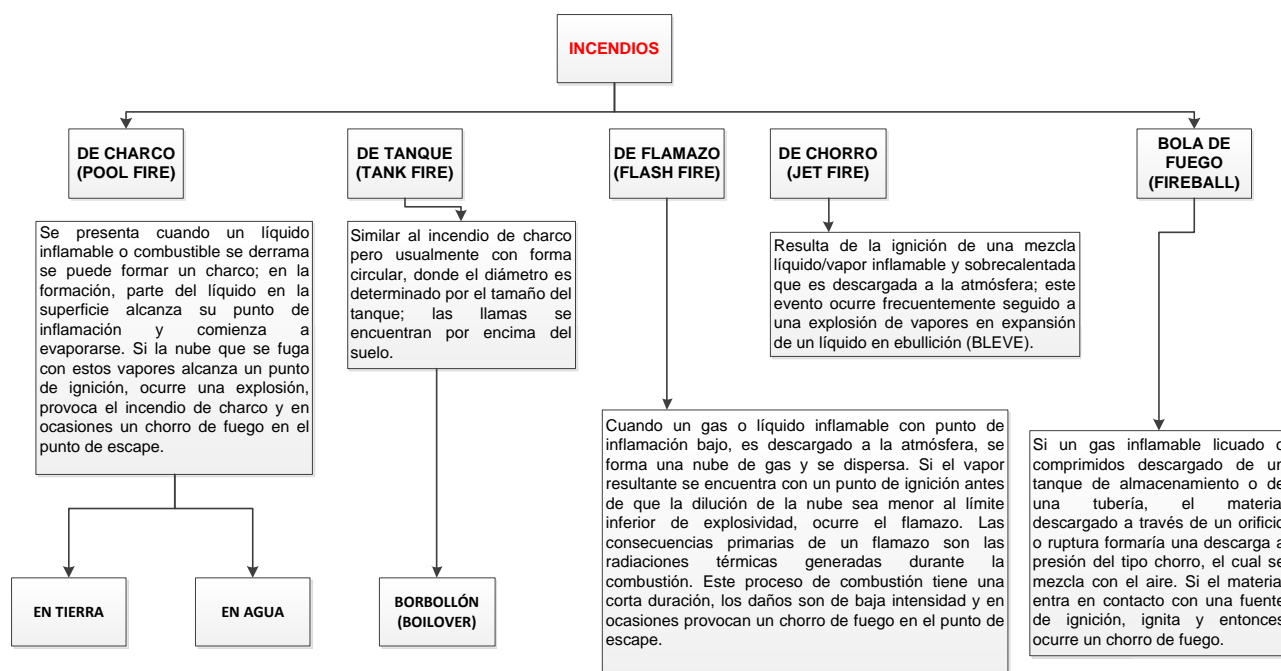 INCENDIOS
DE CHARCO
(POOL FIRE)
DE TANQUE
(TANK FIRE)
DE FLAMAZO
(FLASH FIRE)
DE CHORRO
(JET FIRE)
BOLA DE
FUEGO
(FIREBALL)
Se presenta cuando un líquido
inflamable o combustible se derrama
se puede formar un charco; en la
formación, parte del líquido en la
superficie alcanza su punto de
inflamación y comienza a
evaporarse. Si la nube que se fuga
con estos vapores alcanza un punto
de ignición, ocurre una explosión,
provoca el incendio de charco y en
ocasiones un chorro de fuego en el
punto de escape.
Similar al incendio de charco
pero usualmente con forma
circular, donde el diámetro es
determinado por el tamaño del
tanque; las llamas se
encuentran por encima del
suelo.
Resulta de la ignición de una mezcla
líquido/vapor inflamable y sobrecalentada
que es descargada a la atmósfera; este
evento ocurre frecuentemente seguido a
una explosión de vapores en expansión
de un líquido en ebullición (BLEVE).
Cuando un gas o líquido inflamable con punto de
inflamación bajo, es descargado a la atmósfera, se
forma una nube de gas y se dispersa. Si el vapor
resultante se encuentra con un punto de ignición antes
de que la dilución de la nube sea menor al límite
inferior de explosividad, ocurre el flamazo. Las
consecuencias primarias de un flamazo son las
radiaciones térmicas generadas durante la
combustión. Este proceso de combustión tiene una
corta duración, los daños son de baja intensidad y en
ocasiones provocan un chorro de fuego en el punto de
escape.
Si un gas inflamable licuado o
comprimidos descargado de un
tanque de almacenamiento o de
una tubería, el materia
descargado a través de un orificio
o ruptura formaría una descarga a
presión del tipo chorro, el cual se
mezcla con el aire. Si el materia
entra en contacto con una fuente
de ignición, ignita y entonces
ocurre un chorro de fuego.
EN TIERRA
EN AGUA
BORBOLLÓN
(BOILOVER)